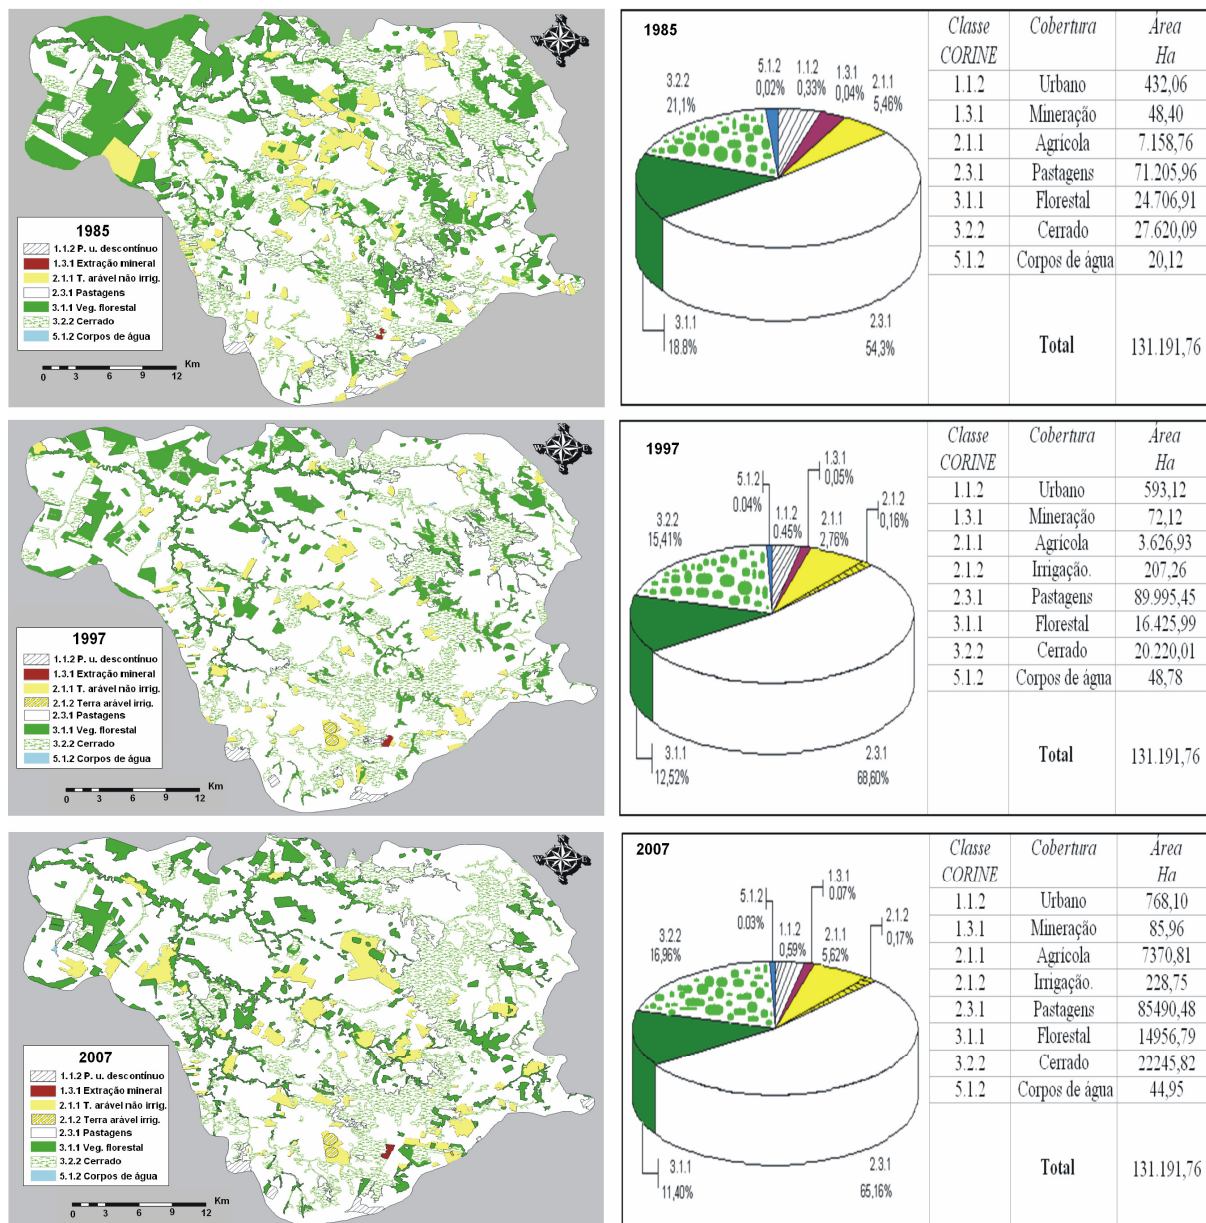 1985
1.1.2 P. u. descontínuo
1.3.1 Extração mineral
2.1.1 T. arável não irrig.
2.3.1 Pastagens
3.1.1 Veg. florestal
3.2.2 Cerrado
5.1.2 Corpos de água
Km
0 3 6 9 12
1985
5.1.2
0,02%
1.1.2
0,33%
1.3.1
0,04%
2.1.1
5,46%
3.2.2
21,1%
3.1.1
18.8%
2.3.1
54,3%
Classe CORINE Cobertura Área Ha
1.1.2 Urbano 432,06
1.3.1 Mineração 48,40
2.1.1 Agrícola 7.158,76
2.3.1 Pastagens 71.205,96
3.1.1 Florestal 24.706,91
3.2.2 Cerrado 27.620,09
5.1.2 Corpos de água 20,12
Total 131.191,76
1997
1.1.2 P. u. descontínuo
1.3.1 Extração mineral
2.1.1 T. arável não irrig.
2.1.2 Terra arável irrig.
2.3.1 Pastagens
3.1.1 Veg. florestal
3.2.2 Cerrado
5.1.2 Corpos de água
Km
0 3 6 9 12
1997
5.1.2
0.04%
1.1.2
0.45%
1.3.1
0,05%
2.1.1
2,76%
2.1.2
0,16%
3.2.2
15,41%
3.1.1
12,52%
2.3.1
68,60%
Classe CORINE Cobertura Área Ha
1.1.2 Urbano 593,12
1.3.1 Mineração 72,12
2.1.1 Agrícola 3.626,93
2.1.2 Irrigação. 207,26
2.3.1 Pastagens 89.995,45
3.1.1 Florestal 16.425,99
3.2.2 Cerrado 20.220,01
5.1.2 Corpos de água 48,78
Total 131.191,76
2007
1.1.2 P. u. descontínuo
1.3.1 Extração mineral
2.1.1 T. arável não irrig.
2.1.2 Terra arável irrig.
2.3.1 Pastagens
3.1.1 Veg. florestal
3.2.2 Cerrado
5.1.2 Corpos de água
Km
0 3 6 9 12
2007
5.1.2
0.03%
1.1.2
0,59%
1.3.1
0.07%
2.1.1
5,62%
2.1.2
0,17%
3.2.2
16,96%
3.1.1
11,40%
2.3.1
65,16%
Classe CORINE Cobertura Área Ha
1.1.2 Urbano 768,10
1.3.1 Mineração 85,96
2.1.1 Agrícola 7370,81
2.1.2 Irrigação. 228,75
2.3.1 Pastagens 85490,48
3.1.1 Florestal 14956,79
3.2.2 Cerrado 22245,82
5.1.2 Corpos de água 44,95
Total 131.191,76